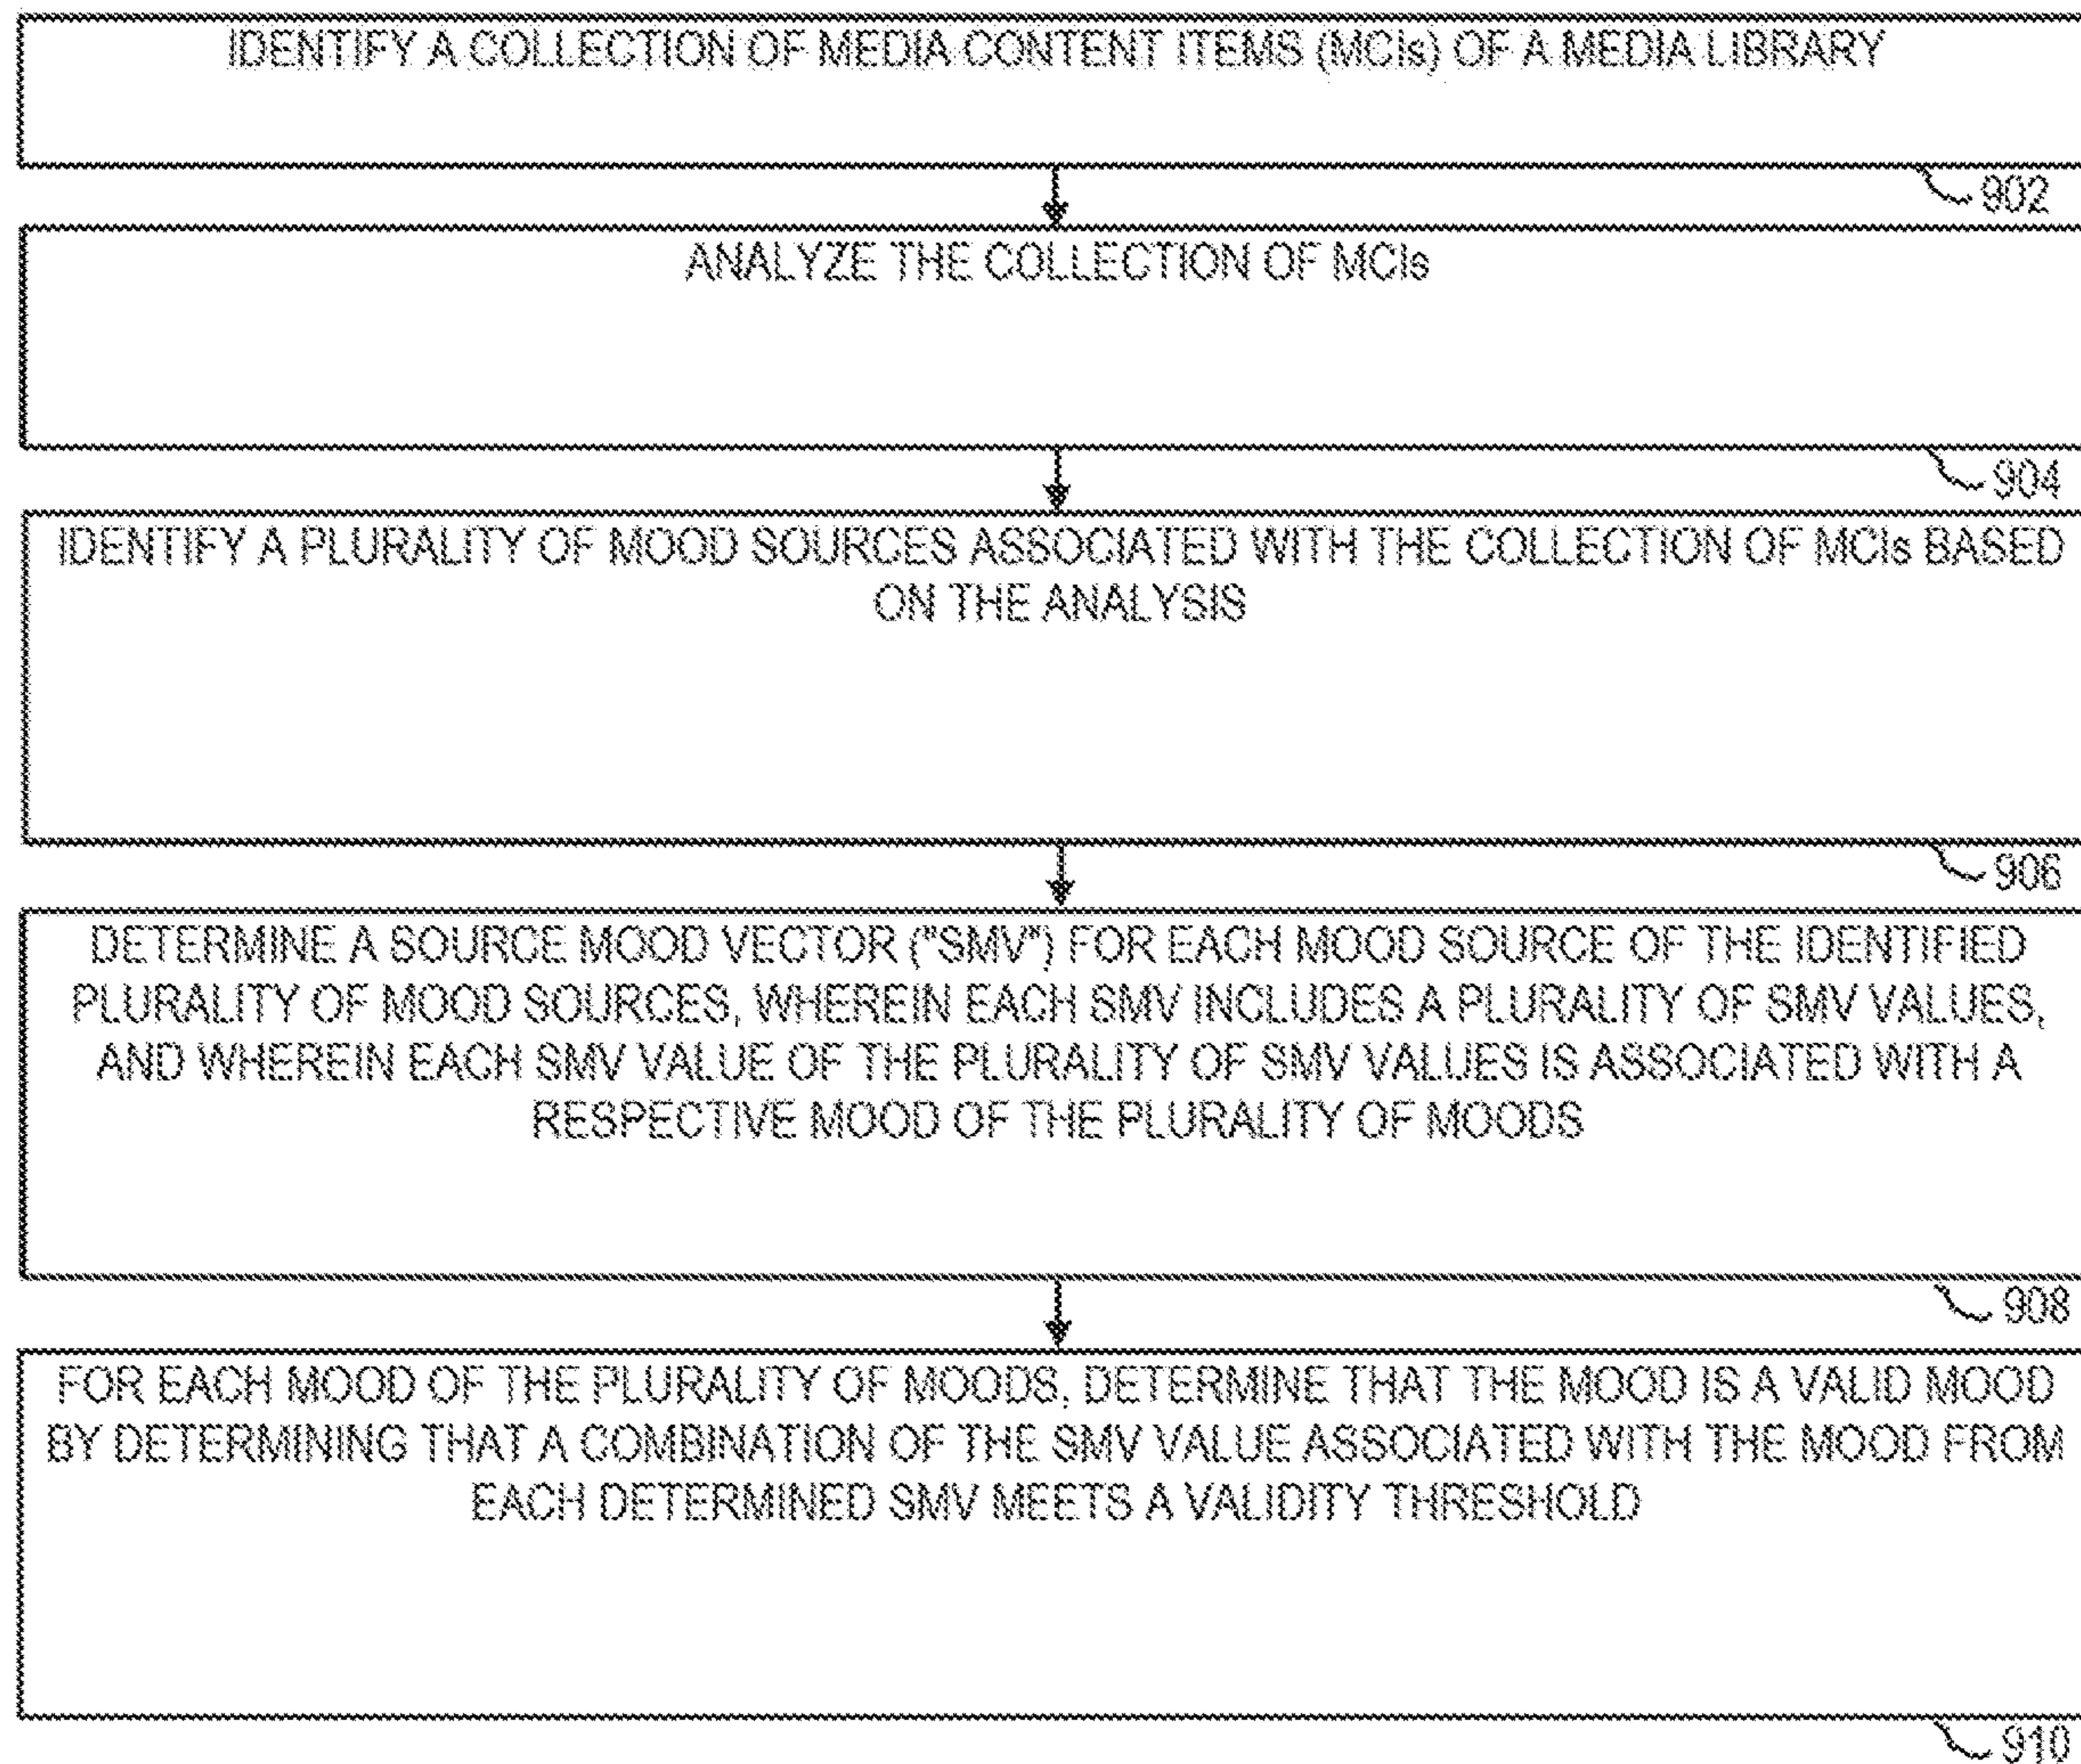 IDENTIFY A COLLECTION OF MEDIA CONTENT ITEMS (MCIs) OF A MEDIA LIBRARY
902
ANALYZE THE COLLECTION OF MCIs
904
IDENTIFY A PLURALITY OF MOOD SOURCES ASSOCIATED WITH THE COLLECTION OF MCIs BASED
ON THE ANALYSIS
906
DETERMINE A SOURCE MOOD VECTOR ("SMV") FOR EACH MOOD SOURCE OF THE IDENTIFIED
PLURALITY OF MOOD SOURCES, WHEREIN EACH SMV INCLUDES A PLURALITY OF SMV VALUES,
AND WHEREIN EACH SMV VALUE OF THE PLURALITY OF SMV VALUES IS ASSOCIATED WITH A
RESPECTIVE MOOD OF THE PLURALITY OF MOODS
908
FOR EACH MOOD OF THE PLURALITY OF MOODS, DETERMINE THAT THE MOOD IS A VALID MOOD
BY DETERMINING THAT A COMBINATION OF THE SMV VALUE ASSOCIATED WITH THE MOOD FROM
EACH DETERMINED SMV MEETS A VALIDITY THRESHOLD
910